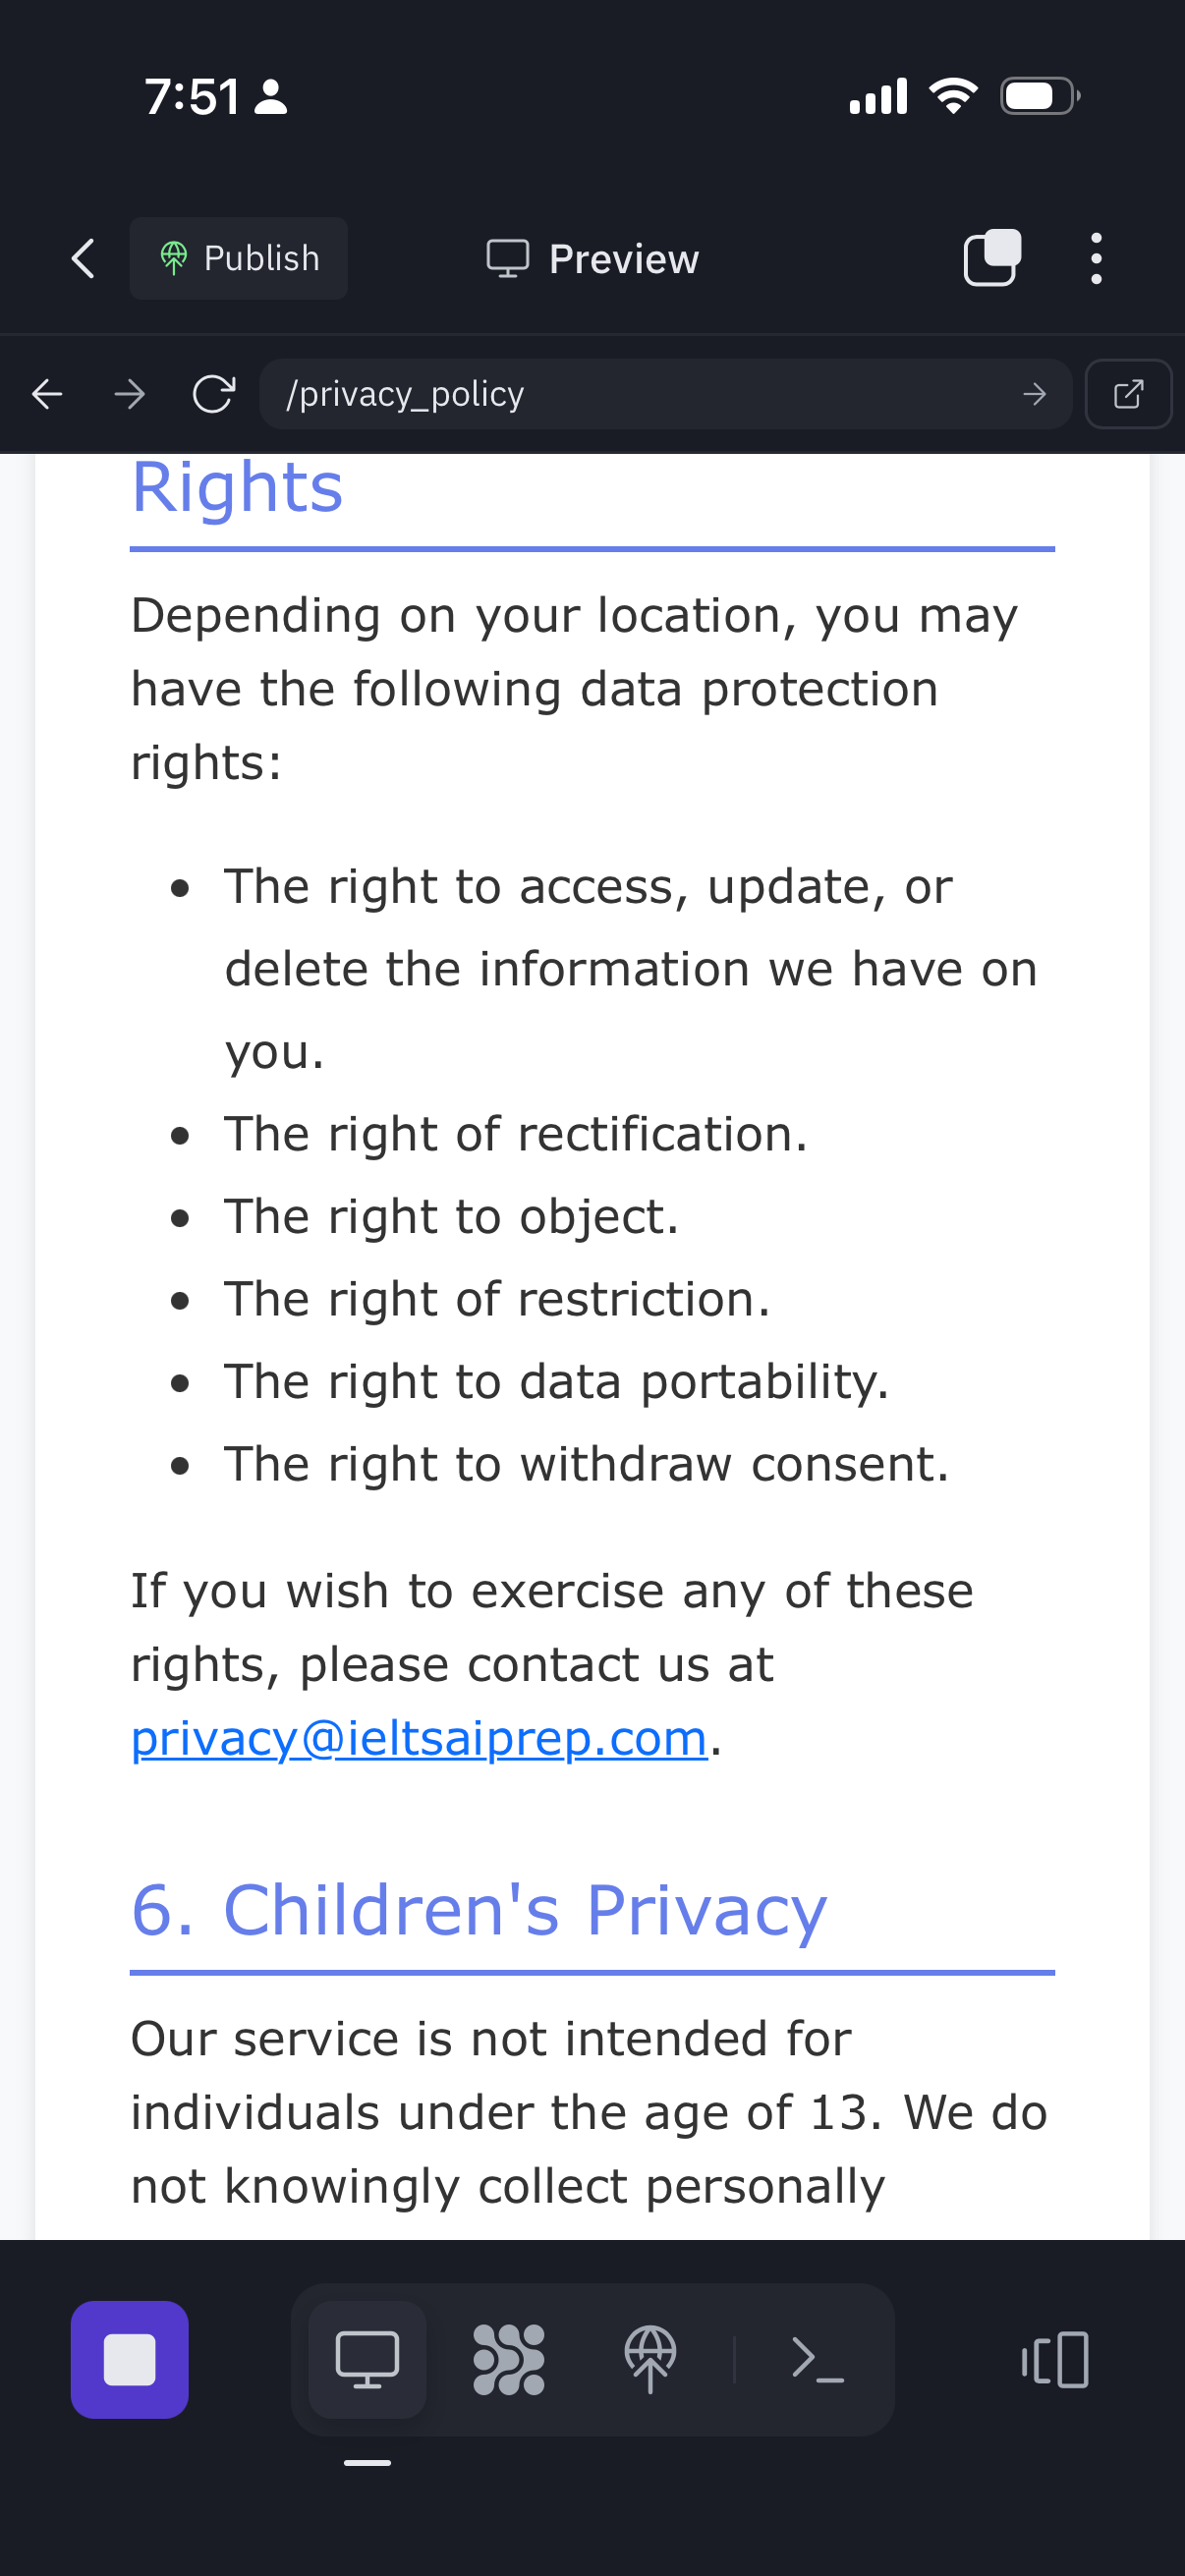 7:51
Publish
Preview
/privacy_policy
Rights
Depending on your location, you may
have the following data protection
rights:
• The right to access, update, or
delete the information we have on
you.
• The right of rectification.
• The right to object.
• The right of restriction.
• The right to data portability.
• The right to withdraw consent.
If you wish to exercise any of these
rights, please contact us at
privacy@ieltsaiprep.com.
6. Children's Privacy
Our service is not intended for
individuals under the age of 13. We do
not knowingly collect personally